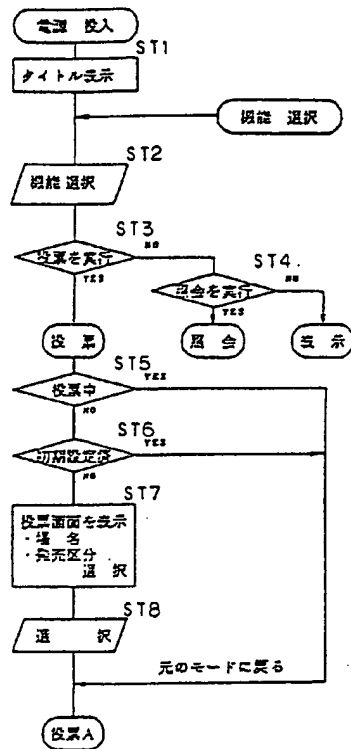 電源 投入
ST1
タイトル表示
機能 選択
ST2
機能選択
ST3
投票を実行
NO
YES
ST4.
照会を実行
NO
YES
投票
照会
表示
ST5
投票中
YES
NO
ST6
初期設定済
YES
NO
ST7
投票画面を表示
・場名
・発売区分
選択
ST8
選択
元のモードに戻る
投票A